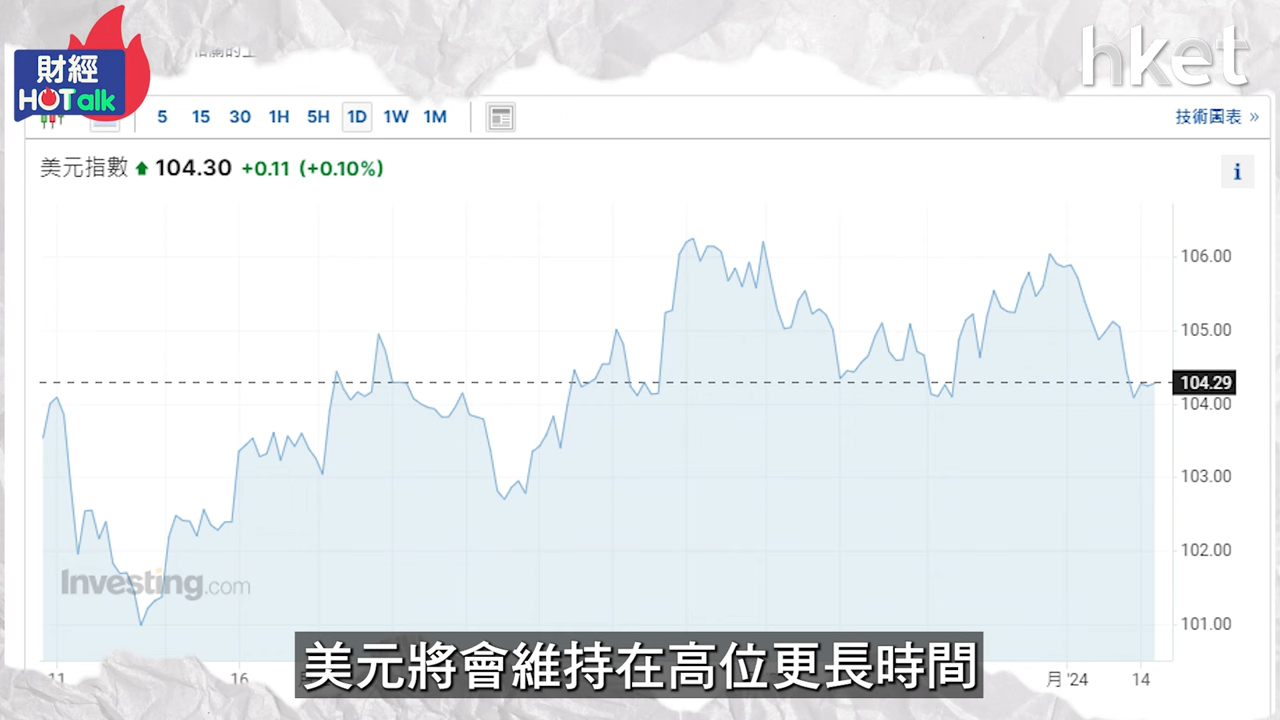 hket
財經
HOTalk
5 15 30 1H 5H 1D 1W 1M
技術圖表 »
美元指數 104.30 +0.11 (+0.10%)
i
106.00
105.00
104.29
104.00
103.00
102.00
101.00
Investing.com
11 16 月 '24 14
美元將會維持在高位更長時間